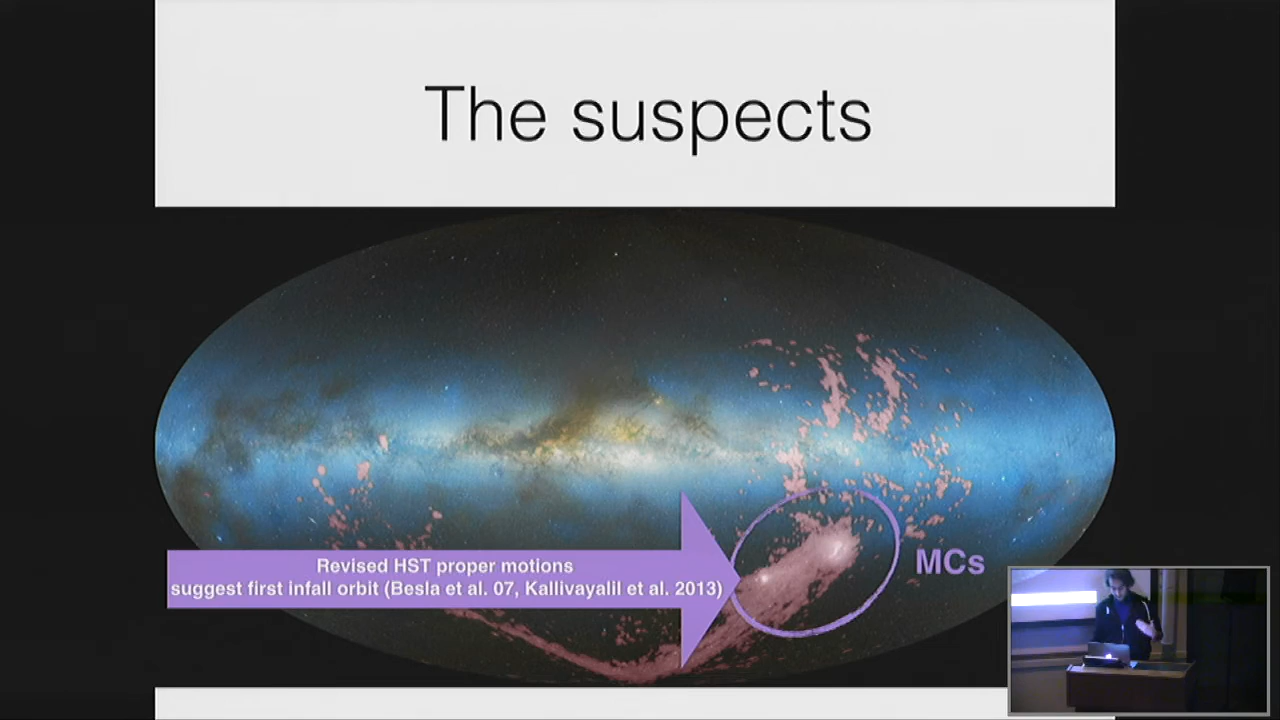 The suspects
Revised HST proper motions
suggest first infall orbit (Besla et al. 07, Kallivayalil et al. 2013)
MCs